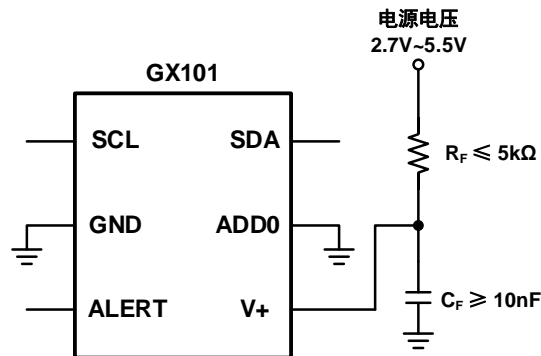 电源电压
2.7V~5.5V
GX101
SCL SDA
RF ≤ 5kΩ
GND ADD0
ALERT V+
CF ≥ 10nF